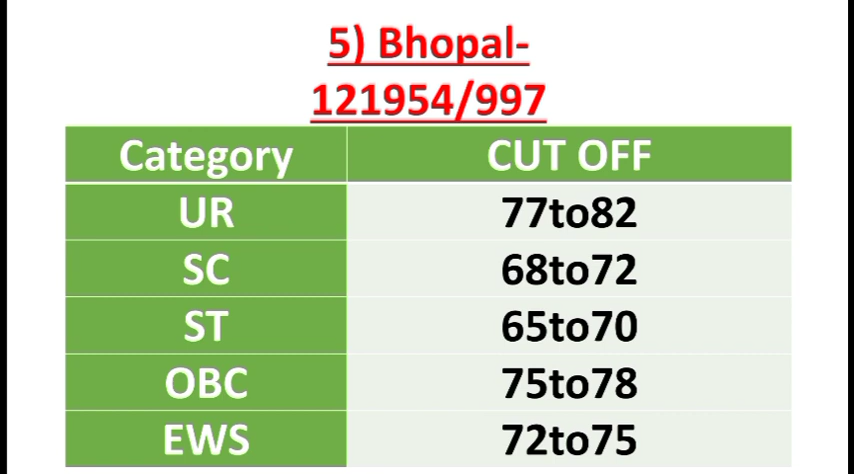 5) Bhopal-
121954/997
Category CUT OFF
UR 77to82
SC 68to72
ST 65to70
OBC 75to78
EWS 72to75